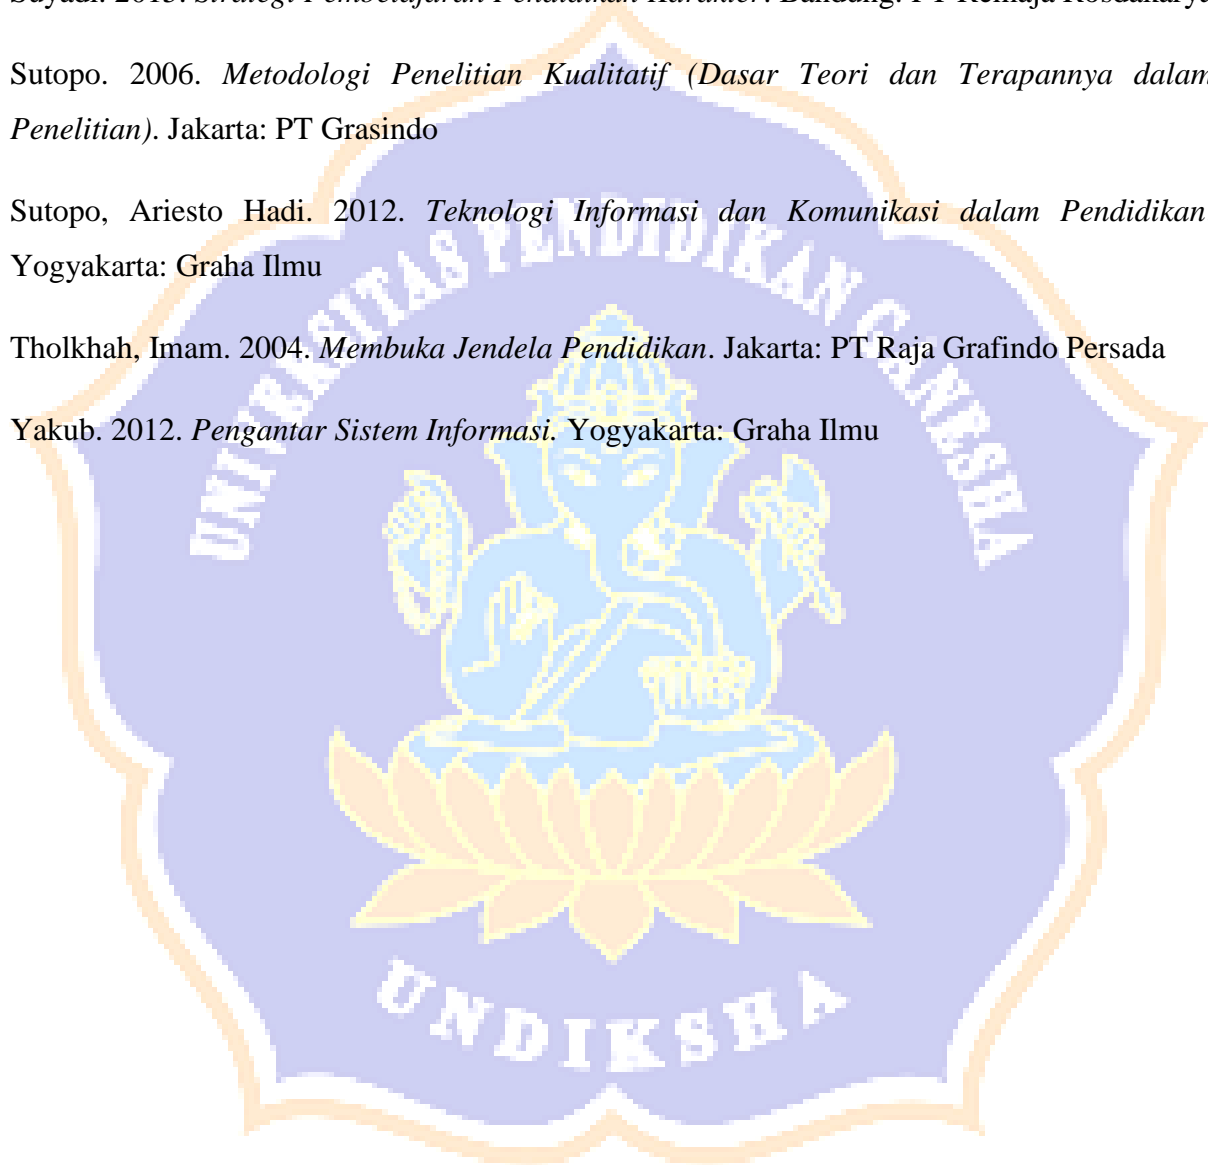 Sutopo. 2006. Metodologi Penelitian Kualitatif (Dasar Teori dan Terapannya dalam
Penelitian). Jakarta: PT Grasindo
Sutopo, Ariesto Hadi. 2012. Teknologi Informasi dan Komunikasi dalam Pendidikan
Yogyakarta: Graha Ilmu
Tholkhah, Imam. 2004. Membuka Jendela Pendidikan. Jakarta: PT Raja Grafindo Persada
Yakub. 2012. Pengantar Sistem Informasi. Yogyakarta: Graha Ilmu
UNIVERSITAS PENDIDIKAN GANESHA
UNDIKSHA